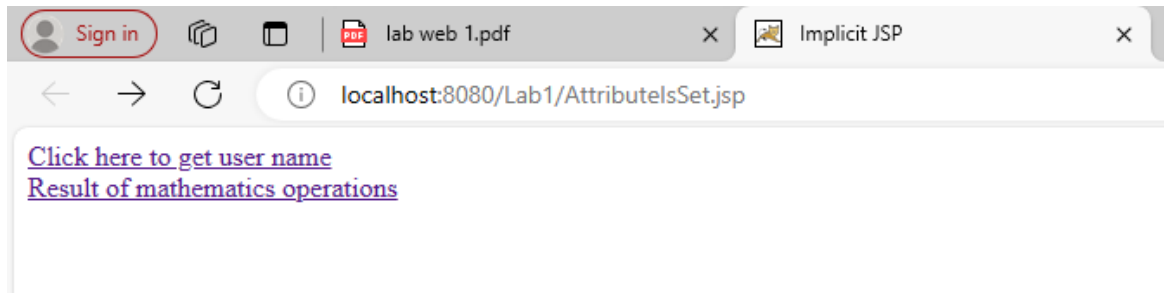 Sign in
lab web 1.pdf
Implicit JSP
localhost:8080/Lab1/AttributeIsSet.jsp
Click here to get user name
Result of mathematics operations